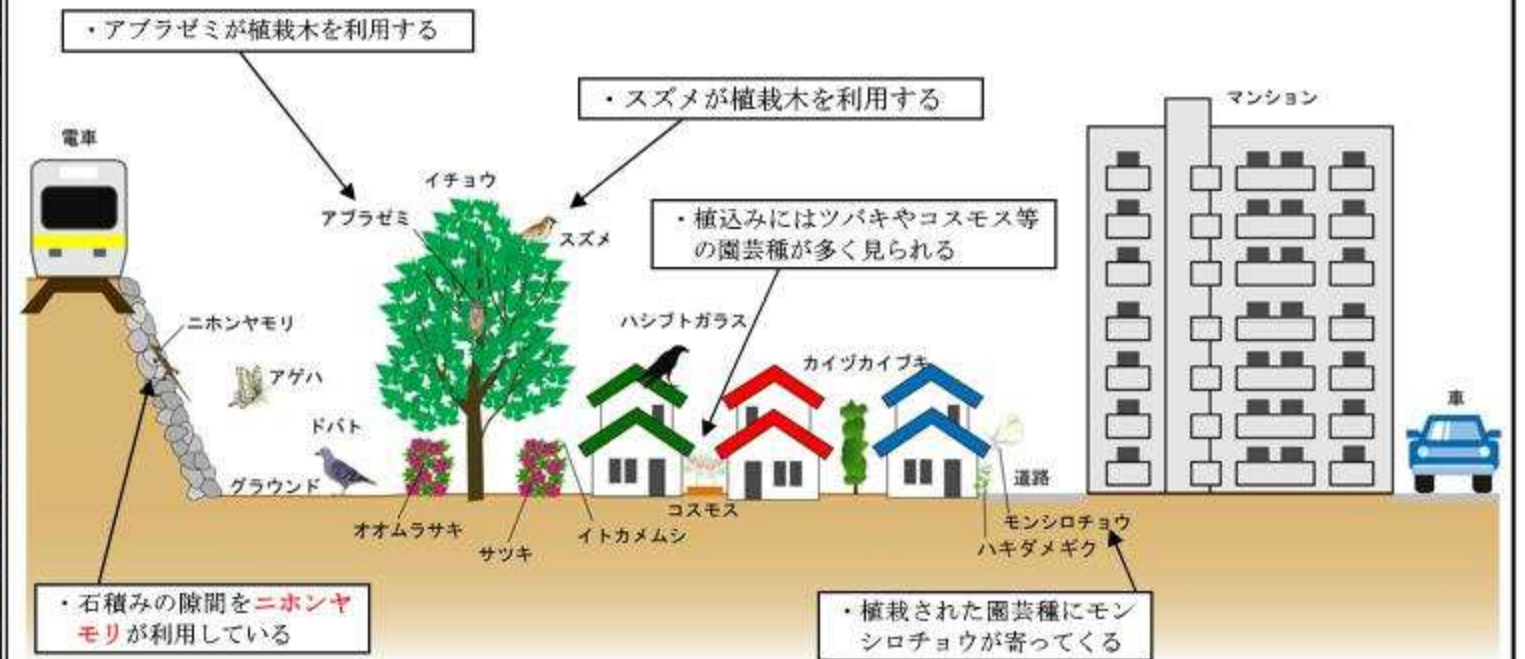 ・アブラゼミが植栽木を利用する
・スズメが植栽木を利用する
マンション
電車
イチョウ
アブラゼミ
スズメ
・植込みにはツバキやコスモス等
の園芸種が多く見られる
ニホンヤモリ
ハシブトガラス
カイヅカイブキ
アゲハ
車
ドバト
グラウンド
道路
コスモス
オオムラサキ
サツキ
イトカメムシ
モンシロチョウ
ハキダメギク
・石積みの隙間をニホンヤ
モリが利用している
・植栽された園芸種にモン
シロチョウが寄ってくる